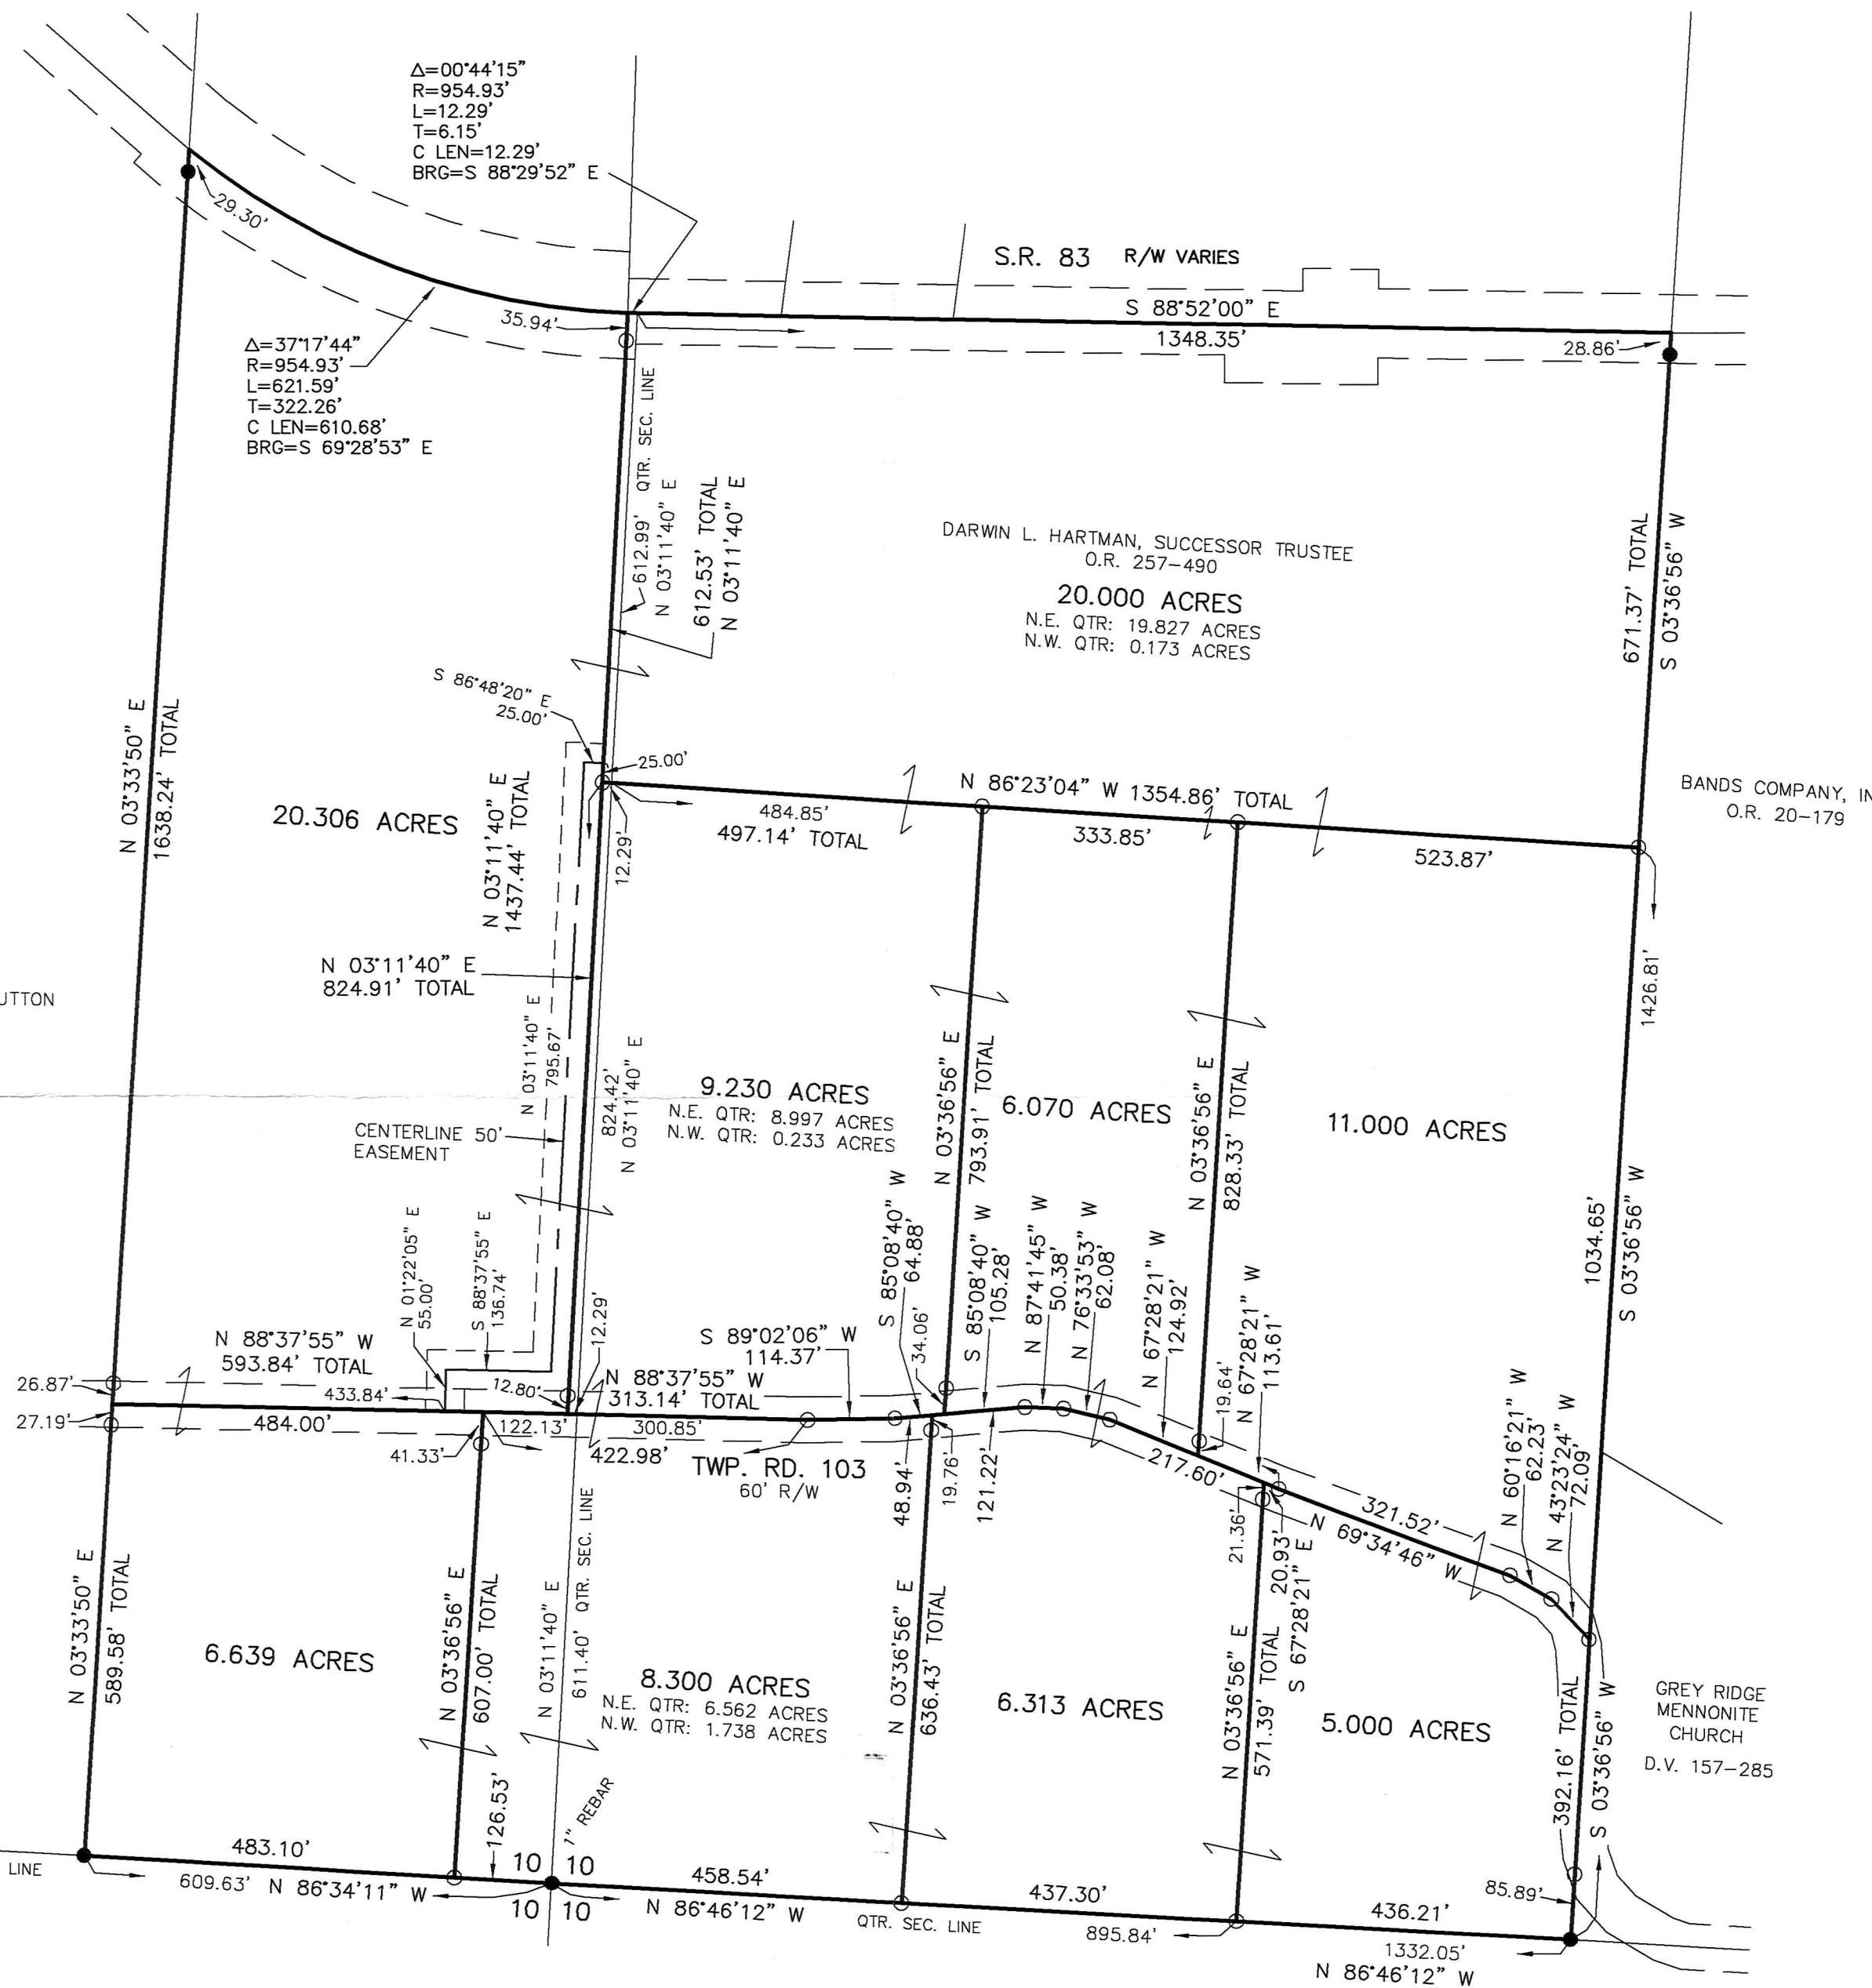 Δ=00°44'15"
R=954.93'
L=12.29'
T=6.15'
C LEN=12.29'
BRG=S 88°29'52" E
29.30'
S.R. 83 R/W VARIES
S 88°52'00" E
1348.35'
28.86'
35.94'
Δ=37°17'44"
R=954.93'
L=621.59'
T=322.26'
C LEN=610.68'
BRG=S 69°28'53" E
612.99' QTR. SEC. LINE
N 03°11'40" E
612.53' TOTAL
N 03°11'40" E
DARWIN L. HARTMAN, SUCCESSOR TRUSTEE
O.R. 257-490
20.000 ACRES
N.E. QTR: 19.827 ACRES
N.W. QTR: 0.173 ACRES
671.37' TOTAL
S 03°36'56" W
N 03°33'50" E
1638.24' TOTAL
S 86°48'20" E
25.00'
25.00'
20.306 ACRES
N 03°11'40" E
1437.44' TOTAL
N 86°23'04" W 1354.86' TOTAL
484.85'
497.14' TOTAL
333.85'
523.87'
12.29'
BANDS COMPANY, IN
O.R. 20-179
1426.81'
N 03°11'40" E
824.91' TOTAL
UTTON
N 03°11'40" E
795.67'
824.42'
N 03°11'40" E
9.230 ACRES
N.E. QTR: 8.997 ACRES
N.W. QTR: 0.233 ACRES
N 03°36'56" E
793.91' TOTAL
6.070 ACRES
N 03°36'56" E
828.33' TOTAL
11.000 ACRES
1034.65'
S 03°36'56" W
CENTERLINE 50'
EASEMENT
N 01°22'05" E
55.00'
S 88°37'55" E
136.74'
12.29'
S 85°08'40" W
64.88'
34.06'
S 85°08'40" W
105.28'
N 87°41'45" W
50.38'
N 76°33'53" W
62.08'
N 67°28'21" W
124.92'
19.64'
N 67°28'21" W
113.61'
N 60°16'21" W
62.23'
N 43°23'24" W
72.09'
N 88°37'55" W
593.84' TOTAL
26.87'
27.19'
433.84'
12.80'
N 88°37'55" W
313.14' TOTAL
S 89°02'06" W
114.37'
484.00'
122.13'
300.85'
41.33'
422.98'
TWP. RD. 103
60' R/W
48.94'
19.76'
121.22'
217.60'
21.36'
20.93'
S 67°28'21" E
321.52'
N 69°34'46" W
N 03°33'50" E
589.58' TOTAL
6.639 ACRES
N 03°36'56" E
607.00' TOTAL
N 03°11'40" E
611.40' QTR. SEC. LINE
8.300 ACRES
N.E. QTR: 6.562 ACRES
N.W. QTR: 1.738 ACRES
N 03°36'56" E
636.43' TOTAL
6.313 ACRES
N 03°36'56" E
571.39' TOTAL
5.000 ACRES
392.16' TOTAL
S 03°36'56" W
GREY RIDGE
MENNONITE
CHURCH
D.V. 157-285
LINE
483.10'
126.53'
1" REBAR
609.63' N 86°34'11" W
10 10
10 10
458.54'
N 86°46'12" W
QTR. SEC. LINE
437.30'
895.84'
436.21'
85.89'
1332.05'
N 86°46'12" W